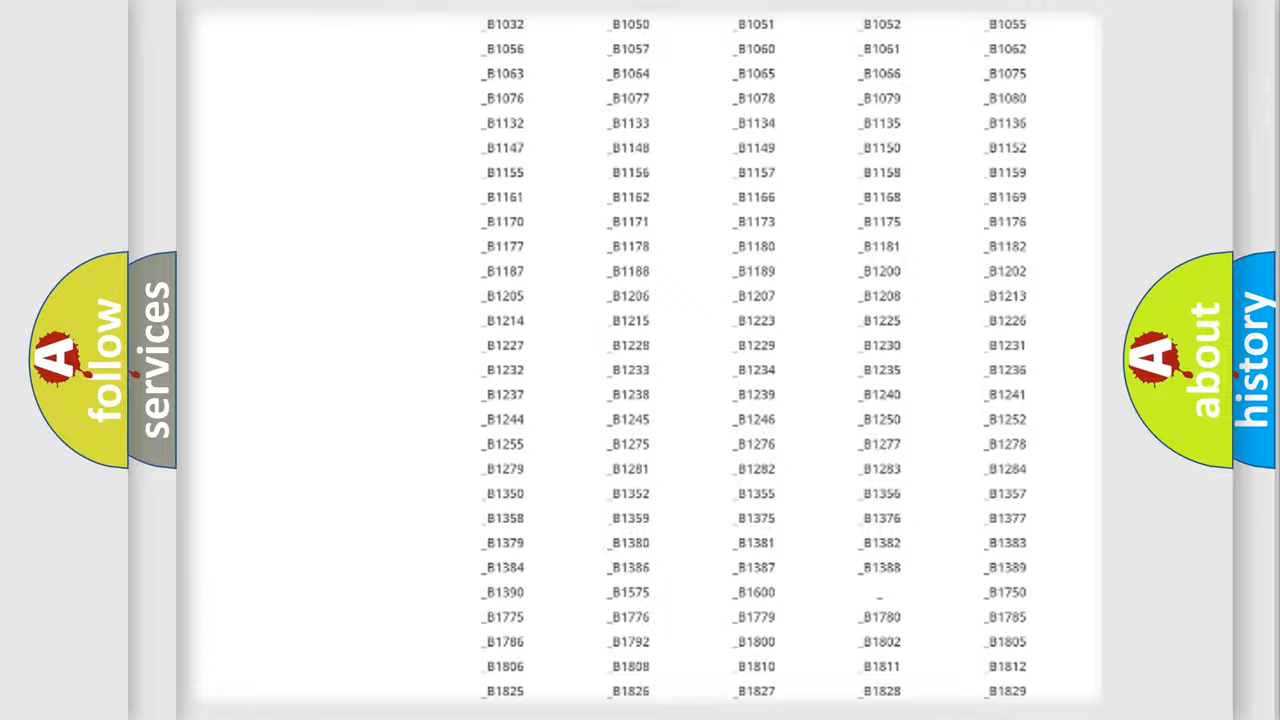 _B1032 _B1050 _B1051 _B1052 _B1055
_B1056 _B1057 _B1060 _B1061 _B1062
_B1063 _B1064 _B1065 _B1066 _B1075
_B1076 _B1077 _B1078 _B1079 _B1080
_B1132 _B1133 _B1134 _B1135 _B1136
_B1147 _B1148 _B1149 _B1150 _B1152
_B1155 _B1156 _B1157 _B1158 _B1159
_B1161 _B1162 _B1166 _B1168 _B1169
_B1170 _B1171 _B1173 _B1175 _B1176
_B1177 _B1178 _B1180 _B1181 _B1182
_B1187 _B1188 _B1189 _B1200 _B1202
_B1205 _B1206 _B1207 _B1208 _B1213
_B1214 _B1215 _B1223 _B1225 _B1226
_B1227 _B1228 _B1229 _B1230 _B1231
_B1232 _B1233 _B1234 _B1235 _B1236
_B1237 _B1238 _B1239 _B1240 _B1241
_B1244 _B1245 _B1246 _B1250 _B1252
_B1255 _B1275 _B1276 _B1277 _B1278
_B1279 _B1281 _B1282 _B1283 _B1284
_B1350 _B1352 _B1355 _B1356 _B1357
_B1358 _B1359 _B1375 _B1376 _B1377
_B1379 _B1380 _B1381 _B1382 _B1383
_B1384 _B1386 _B1387 _B1388 _B1389
_B1390 _B1575 _B1600 _ _B1750
_B1775 _B1776 _B1779 _B1780 _B1785
_B1786 _B1792 _B1800 _B1802 _B1805
_B1806 _B1808 _B1810 _B1811 _B1812
_B1825 _B1826 _B1827 _B1828 _B1829
A
follow
services
A
about
history